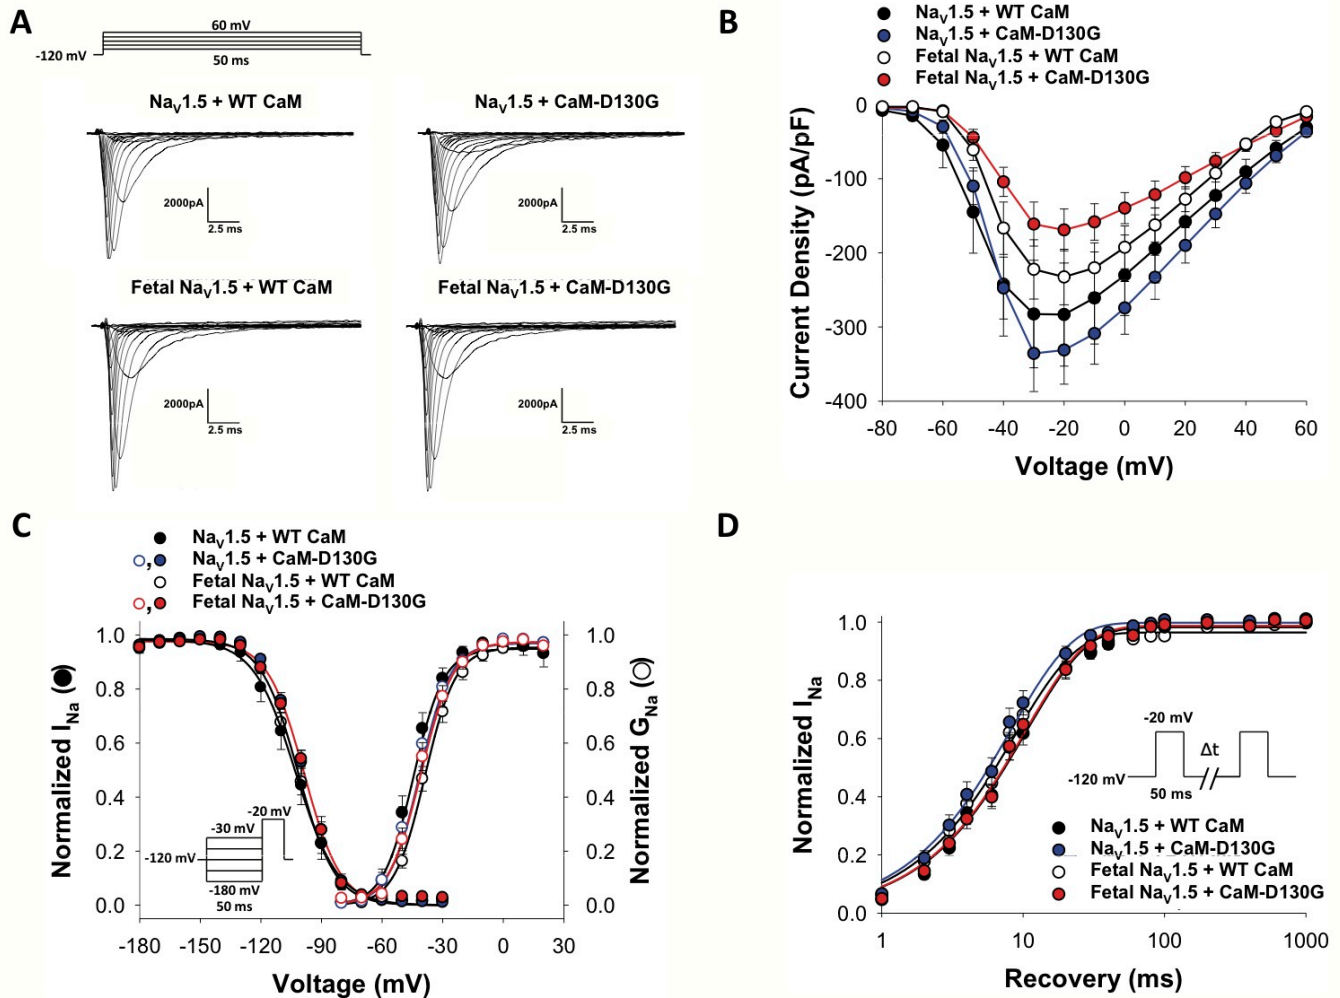 A
60 mV
-120 mV
50 ms
NaV1.5 + WT CaM
NaV1.5 + CaM-D130G
2000pA
2.5 ms
2000pA
2.5 ms
Fetal NaV1.5 + WT CaM
Fetal NaV1.5 + CaM-D130G
2000pA
2.5 ms
2000pA
2.5 ms
B
NaV1.5 + WT CaM
NaV1.5 + CaM-D130G
Fetal NaV1.5 + WT CaM
Fetal NaV1.5 + CaM-D130G
Current Density (pA/pF)
0
-100
-200
-300
-400
-80 -60 -40 -20 0 20 40 60
Voltage (mV)
C
NaV1.5 + WT CaM
, NaV1.5 + CaM-D130G
Fetal NaV1.5 + WT CaM
, Fetal NaV1.5 + CaM-D130G
Normalized INa (●)
1.0
0.8
0.6
0.4
0.2
0.0
-20 mV
-30 mV
-120 mV
-180 mV
50 ms
1.0
0.8
0.6
0.4
0.2
0.0
Normalized GNa (○)
-180 -150 -120 -90 -60 -30 0 30
Voltage (mV)
D
Normalized INa
1.0
0.8
0.6
0.4
0.2
0.0
-20 mV
Δt
-120 mV
50 ms
NaV1.5 + WT CaM
NaV1.5 + CaM-D130G
Fetal NaV1.5 + WT CaM
Fetal NaV1.5 + CaM-D130G
1 10 100 1000
Recovery (ms)